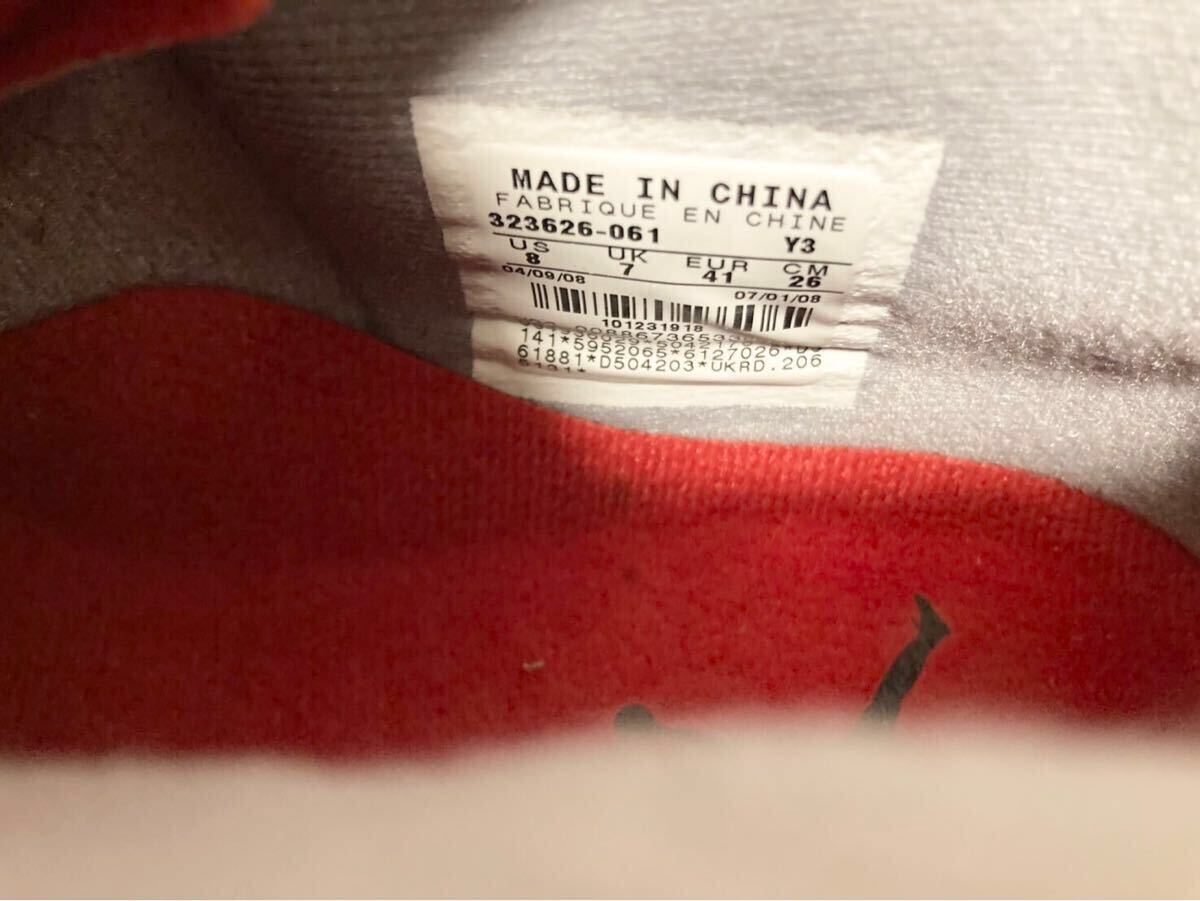 MADE IN CHINA
FABRIQUE EN CHINE
323626-061 Y3
US UK EUR CM
8 7 41 26
04/09/08 07/01/08
101231918
61881*D504203*UKRD.206